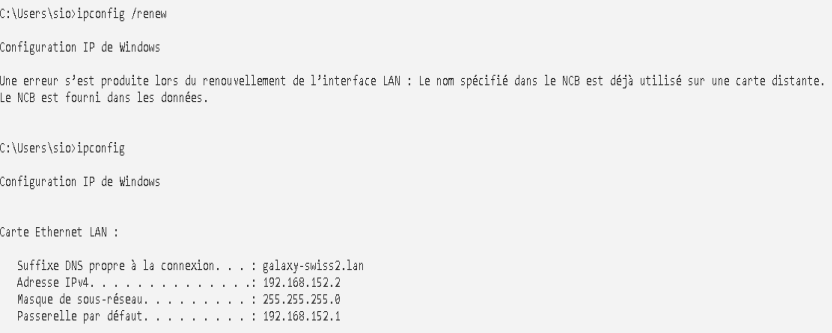 C:\Users\sio>ipconfig /renew
Configuration IP de Windows
Une erreur s'est produite lors du renouvellement de l'interface LAN : Le nom spécifié dans le NCB est déjà utilisé sur une carte distante.
Le NCB est fourni dans les données.
C:\Users\sio>ipconfig
Configuration IP de Windows
Carte Ethernet LAN :
Suffixe DNS propre à la connexion. . . : galaxy-swiss2.lan
Adresse IPv4. . . . . . . . . . . . . .: 192.168.152.2
Masque de sous-réseau. . . . . . . . . : 255.255.255.0
Passerelle par défaut. . . . . . . . . : 192.168.152.1